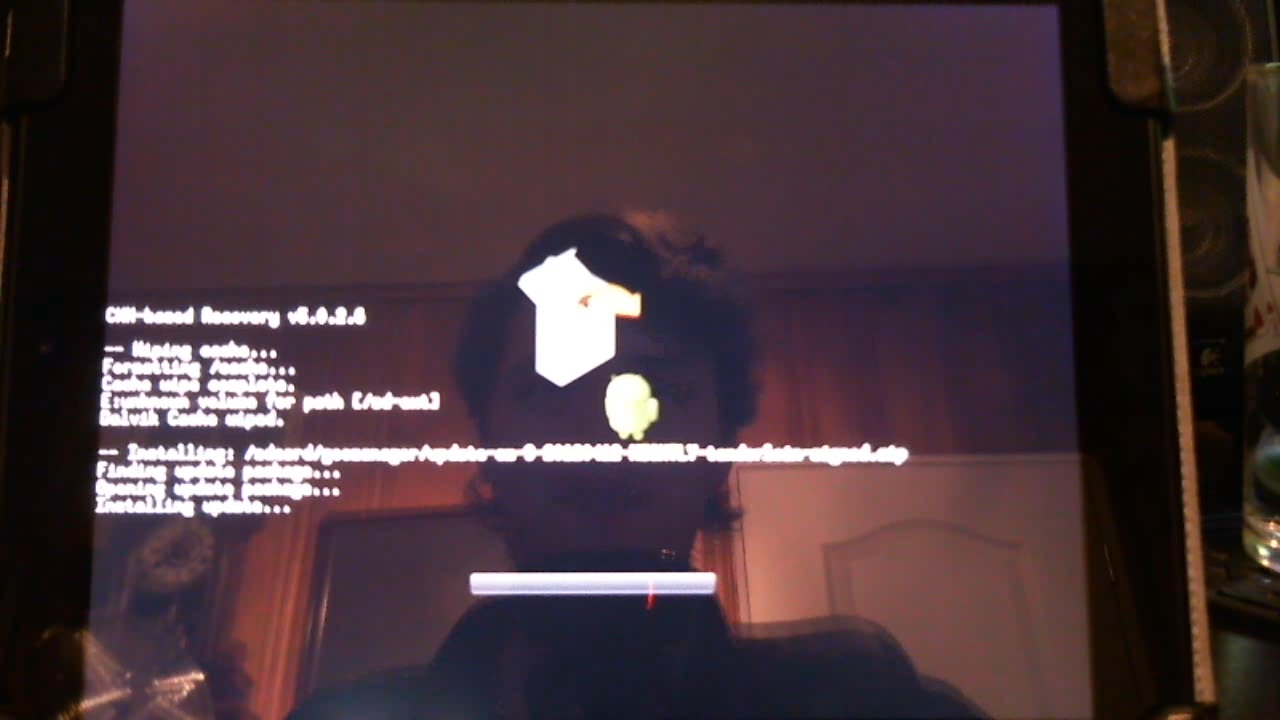 CWM-based Recovery v5.0.2.6
-- Wiping cache...
Formatting /cache...
Cache wipe complete.
E:unknown volume for path [/sd-ext]
Dalvik Cache wiped.
-- Installing:
Finding update package...
Opening update package...
Installing update...